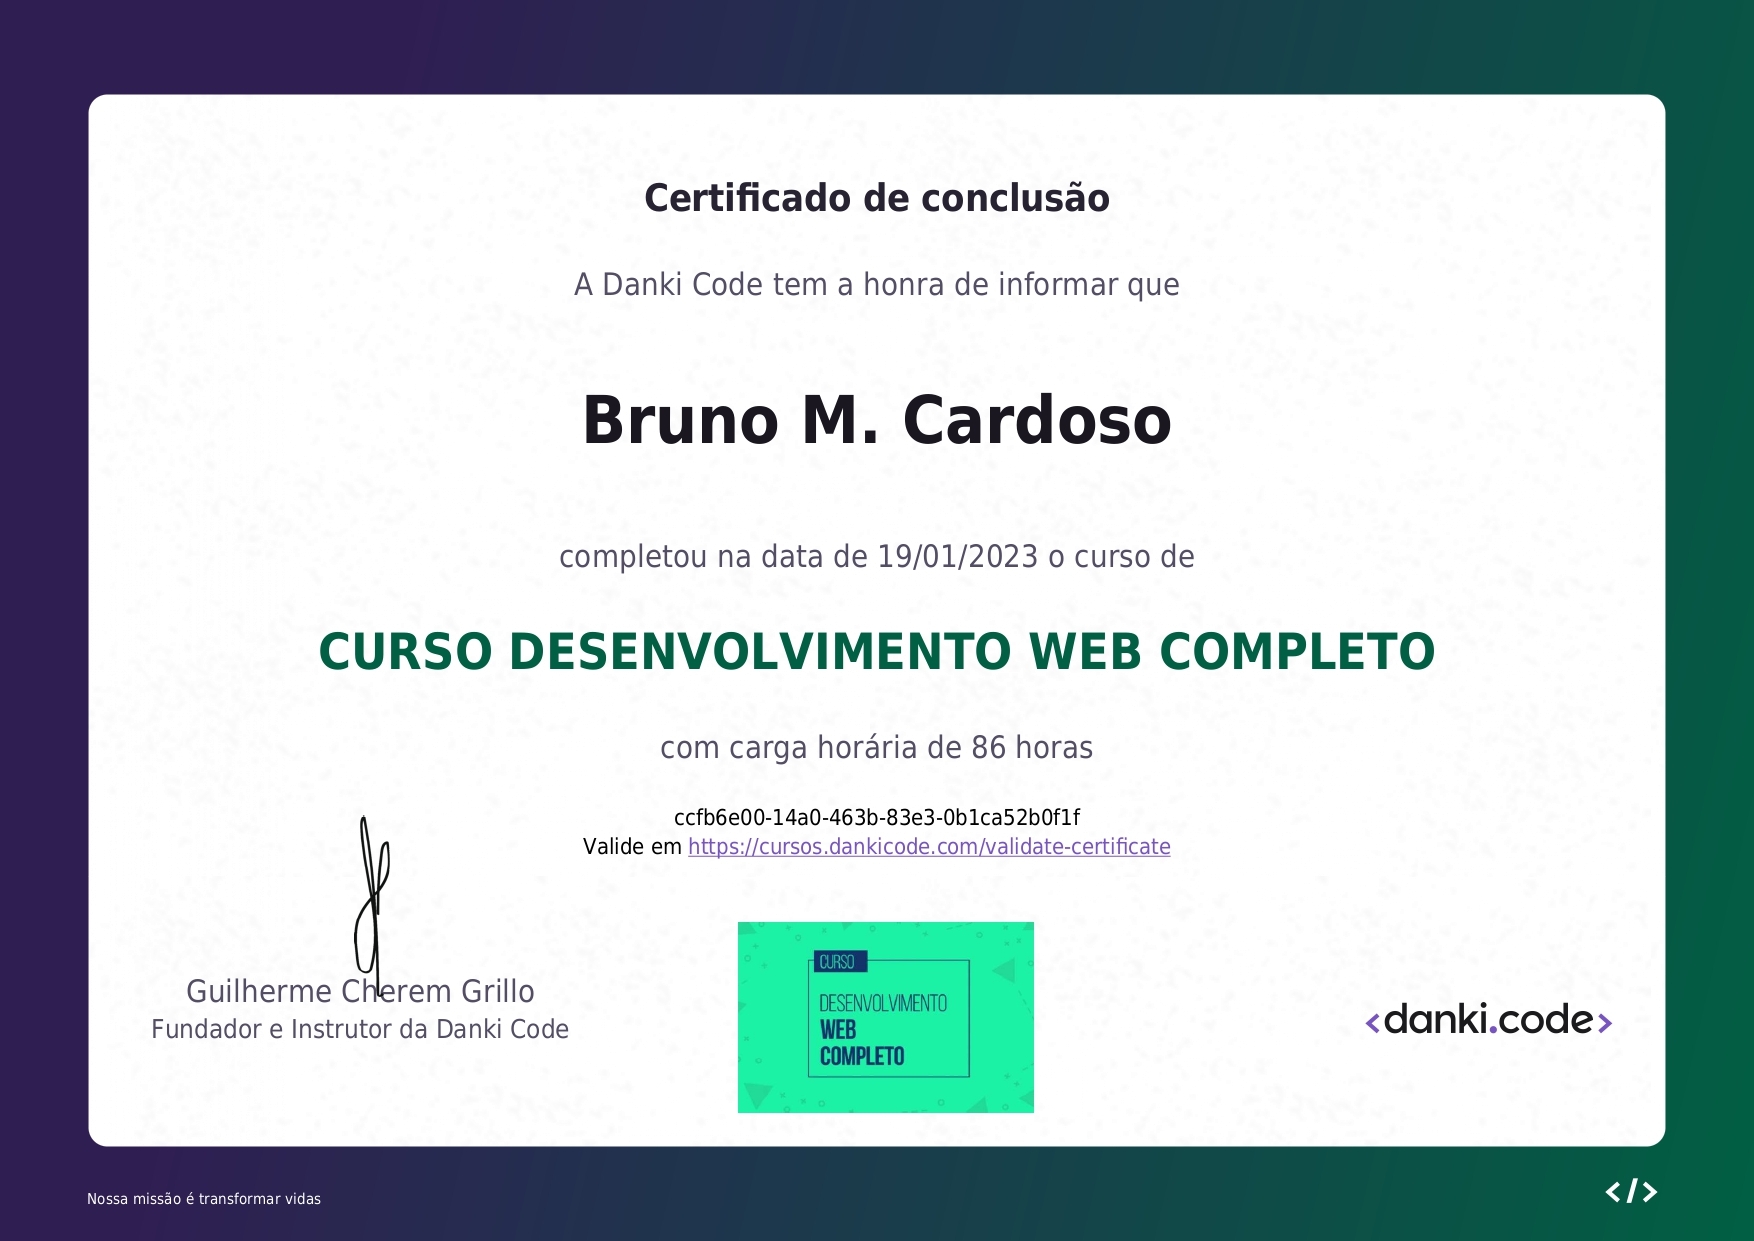 Certificado de conclusão
A Danki Code tem a honra de informar que
Bruno M. Cardoso
completou na data de 19/01/2023 o curso de
CURSO DESENVOLVIMENTO WEB COMPLETO
com carga horária de 86 horas
ccfb6e00-14a0-463b-83e3-0b1ca52b0f1f
Valide em https://cursos.dankicode.com/validate-certificate
Guilherme Cherem Grillo
Fundador e Instrutor da Danki Code
CURSO
DESENVOLVIMENTO
WEB
COMPLETO
<danki.code>
Nossa missão é transformar vidas
</>